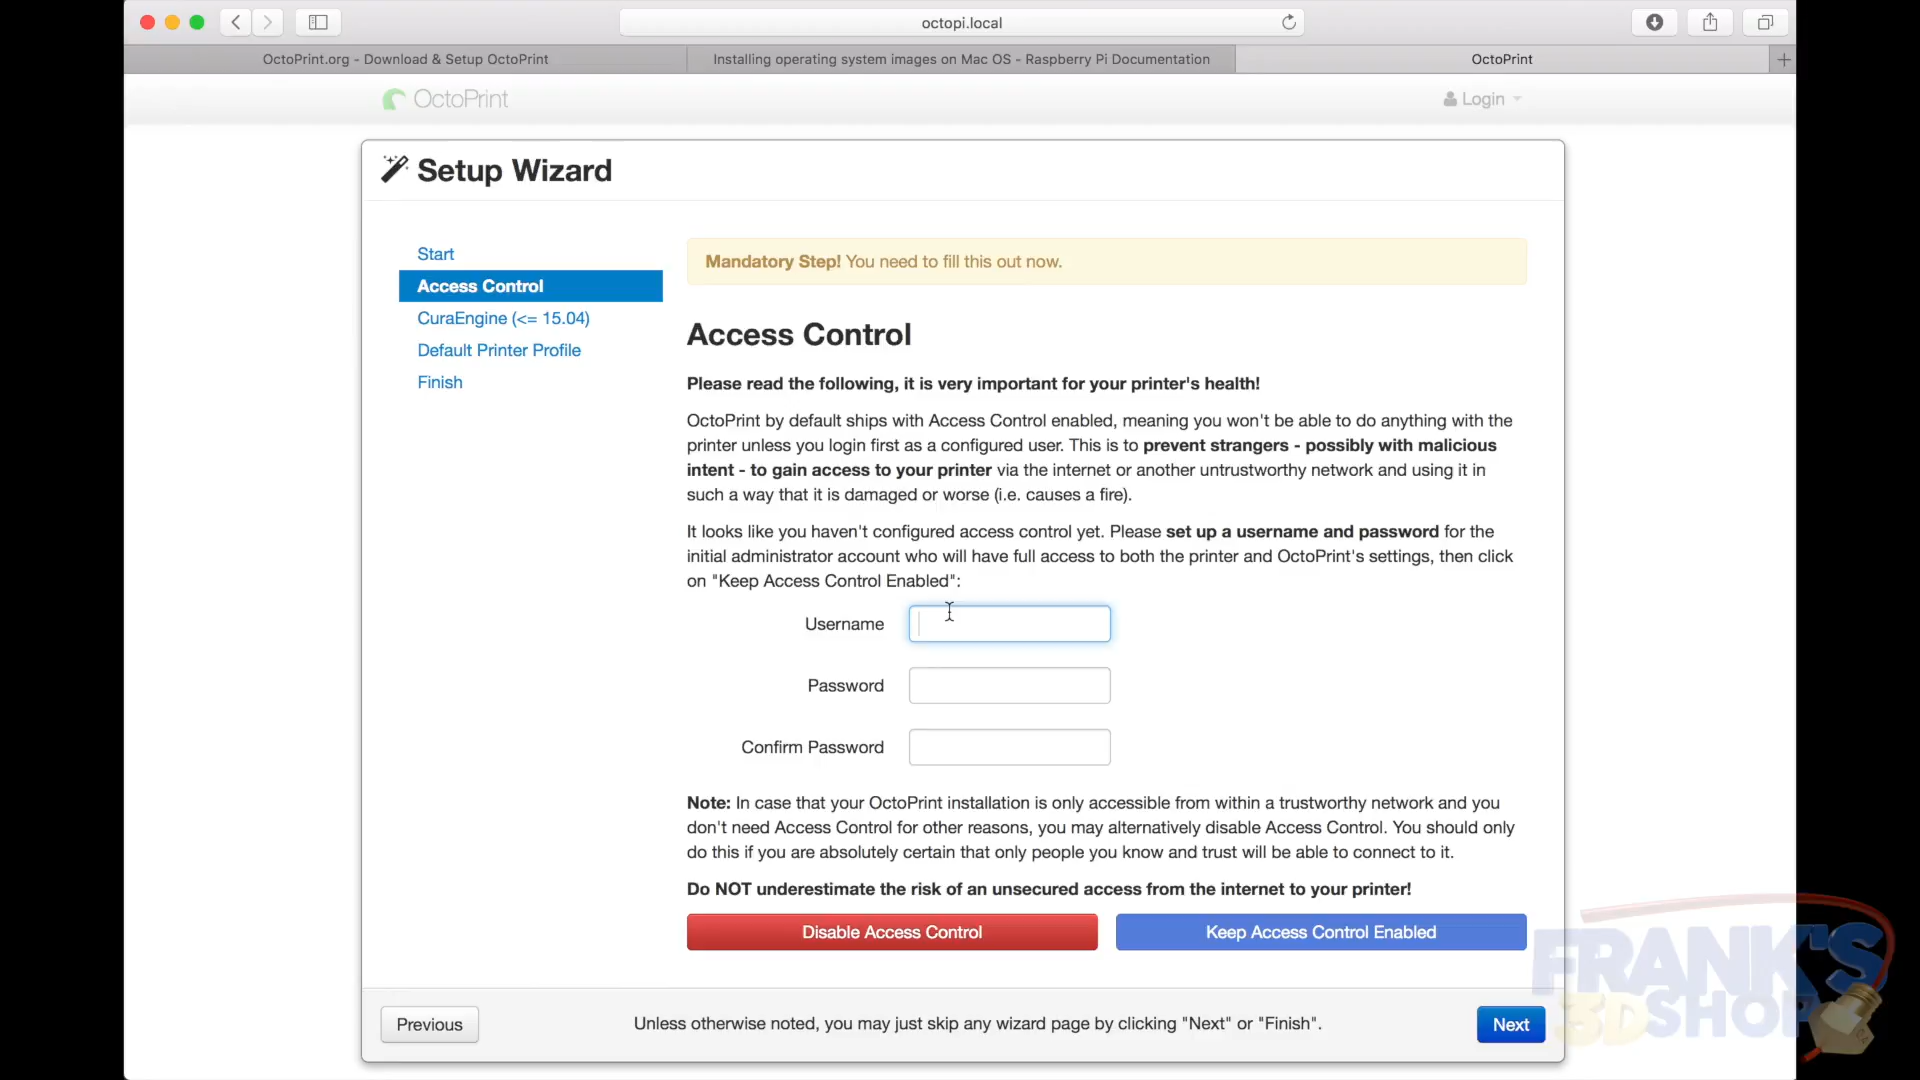 octopi.local
OctoPrint.org - Download & Setup OctoPrint
Installing operating system images on Mac OS - Raspberry Pi Documentation
OctoPrint
OctoPrint
Login
Setup Wizard
Start
Access Control
CuraEngine (<= 15.04)
Default Printer Profile
Finish
Mandatory Step! You need to fill this out now.
Access Control
Please read the following, it is very important for your printer's health!
OctoPrint by default ships with Access Control enabled, meaning you won't be able to do anything with the
printer unless you login first as a configured user. This is to prevent strangers - possibly with malicious
intent - to gain access to your printer via the internet or another untrustworthy network and using it in
such a way that it is damaged or worse (i.e. causes a fire).
It looks like you haven't configured access control yet. Please set up a username and password for the
initial administrator account who will have full access to both the printer and OctoPrint's settings, then click
on "Keep Access Control Enabled":
Username
Password
Confirm Password
Note: In case that your OctoPrint installation is only accessible from within a trustworthy network and you
don't need Access Control for other reasons, you may alternatively disable Access Control. You should only
do this if you are absolutely certain that only people you know and trust will be able to connect to it.
Do NOT underestimate the risk of an unsecured access from the internet to your printer!
Disable Access Control
Keep Access Control Enabled
Previous
Unless otherwise noted, you may just skip any wizard page by clicking "Next" or "Finish".
Next
FRANK'S
3DSHOP